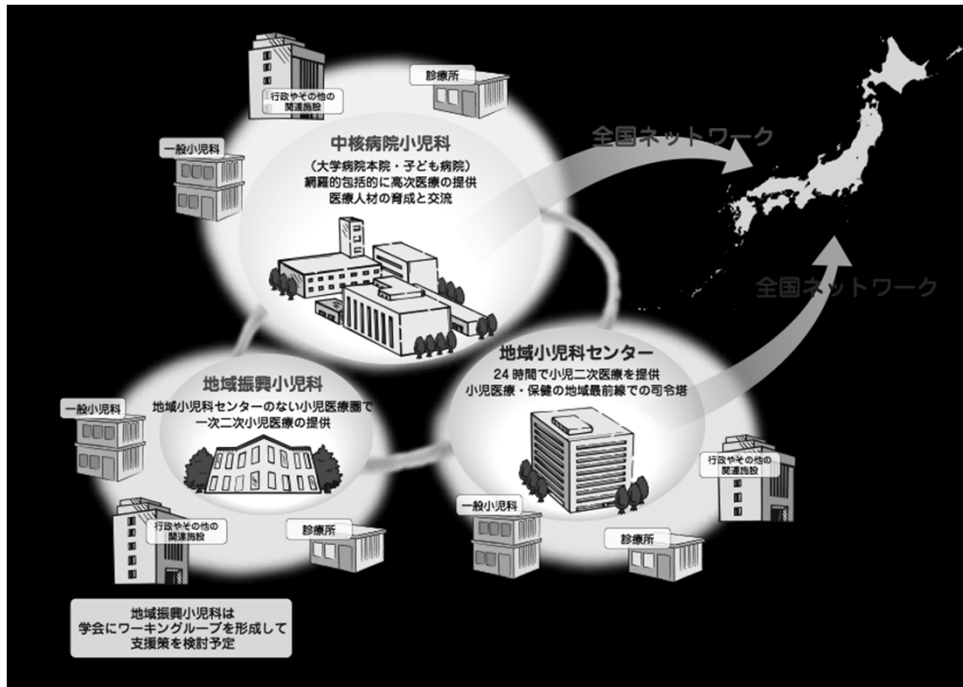 行政やその他の
関連施設
診療所
一般小児科
中核病院小児科
(大学病院本院・子ども病院)
網羅的包括的に高次医療の提供
医療人材の育成と交流
全国ネットワーク
全国ネットワーク
地域小児科センター
24時間で小児二次医療を提供
小児医療・保健の地域最前線での司令塔
地域振興小児科
地域小児科センターのない小児医療圏で
一次二次小児医療の提供
一般小児科
行政やその他の
関連施設
診療所
一般小児科
診療所
行政やその他の
関連施設
地域振興小児科は
学会にワーキングループを形成して
支援策を検討予定